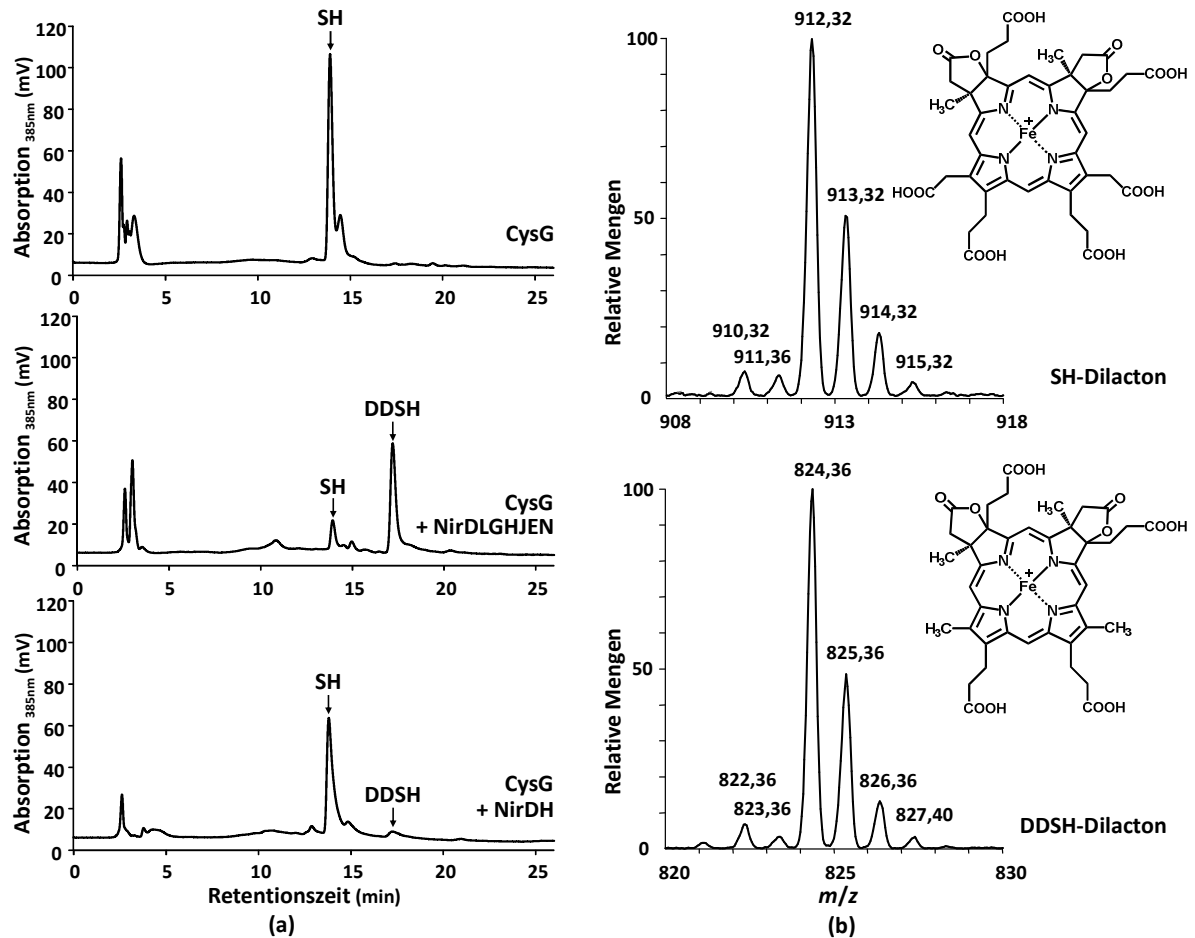 120
100
80
60
40
20
0
Absorption 385nm (mV)
SH
CysG
0 5 10 15 20 25
120
100
80
60
40
20
0
Absorption 385nm (mV)
SH
DDSH
CysG
+ NirDLGHJEN
0 5 10 15 20 25
120
100
80
60
40
20
0
Absorption 385nm (mV)
SH
DDSH
CysG
+ NirDH
0 5 10 15 20 25
Retentionszeit (min)
(a)
100
50
0
Relative Mengen
912,32
913,32
914,32
910,32
911,36
915,32
SH-Dilacton
908 913 918
COOH
O
O
O
O
H3C
COOH
H3C
N
N
+
Fe
N
N
HOOC
COOH
COOH
COOH
100
50
0
Relative Mengen
824,36
825,36
822,36
823,36
826,36
827,40
DDSH-Dilacton
820 825 830
COOH
O
O
O
O
H3C
COOH
H3C
N
N
+
Fe
N
N
H3C
CH3
COOH
COOH
m/z
(b)